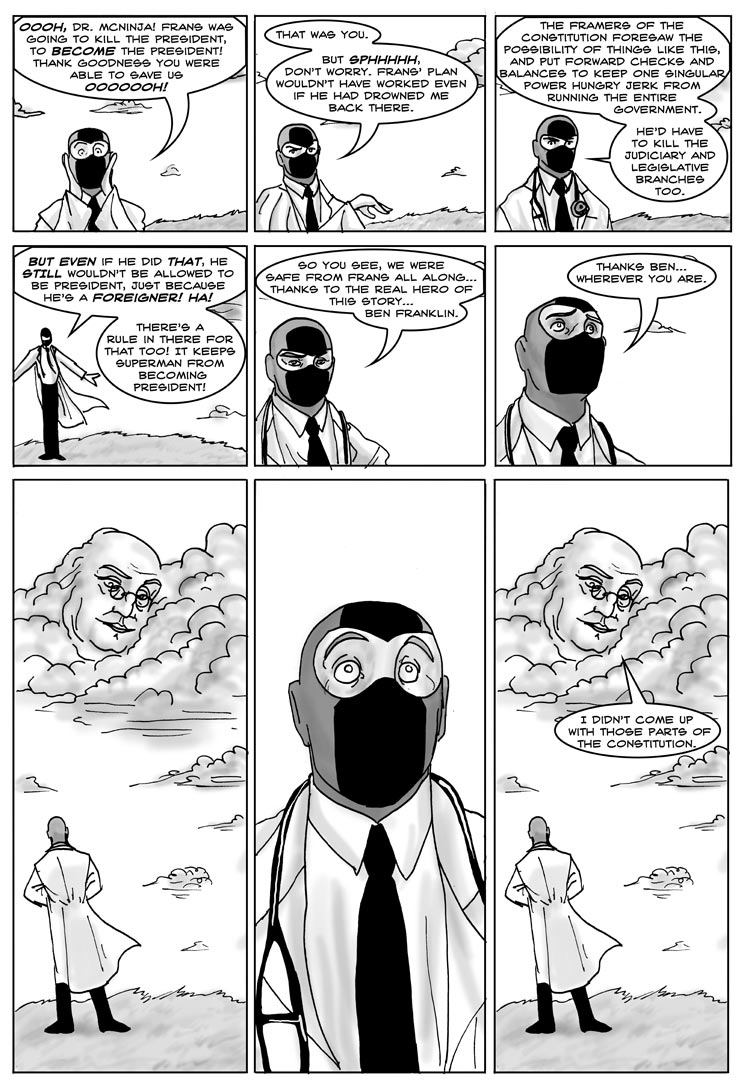 OOOH, DR. MCNINJA! FRANS WAS
GOING TO KILL THE PRESIDENT,
TO BECOME THE PRESIDENT!
THANK GOODNESS YOU WERE
ABLE TO SAVE US
OOOOOOH!
THAT WAS YOU.
BUT SPHHHHH,
DON'T WORRY. FRANS' PLAN
WOULDN'T HAVE WORKED EVEN
IF HE HAD DROWNED ME
BACK THERE.
THE FRAMERS OF THE
CONSTITUTION FORESAW THE
POSSIBILITY OF THINGS LIKE THIS,
AND PUT FORWARD CHECKS AND
BALANCES TO KEEP ONE SINGULAR
POWER HUNGRY JERK FROM
RUNNING THE ENTIRE
GOVERNMENT.
HE'D HAVE
TO KILL THE
JUDICIARY AND
LEGISLATIVE
BRANCHES
TOO.
BUT EVEN IF HE DID THAT, HE
STILL WOULDN'T BE ALLOWED TO
BE PRESIDENT, JUST BECAUSE
HE'S A FOREIGNER! HA!
THERE'S A
RULE IN THERE FOR
THAT TOO! IT KEEPS
SUPERMAN FROM
BECOMING
PRESIDENT!
SO YOU SEE, WE WERE
SAFE FROM FRANS ALL ALONG...
THANKS TO THE REAL HERO OF
THIS STORY...
BEN FRANKLIN.
THANKS BEN...
WHEREVER YOU ARE.
I DIDN'T COME UP
WITH THOSE PARTS OF
THE CONSTITUTION.